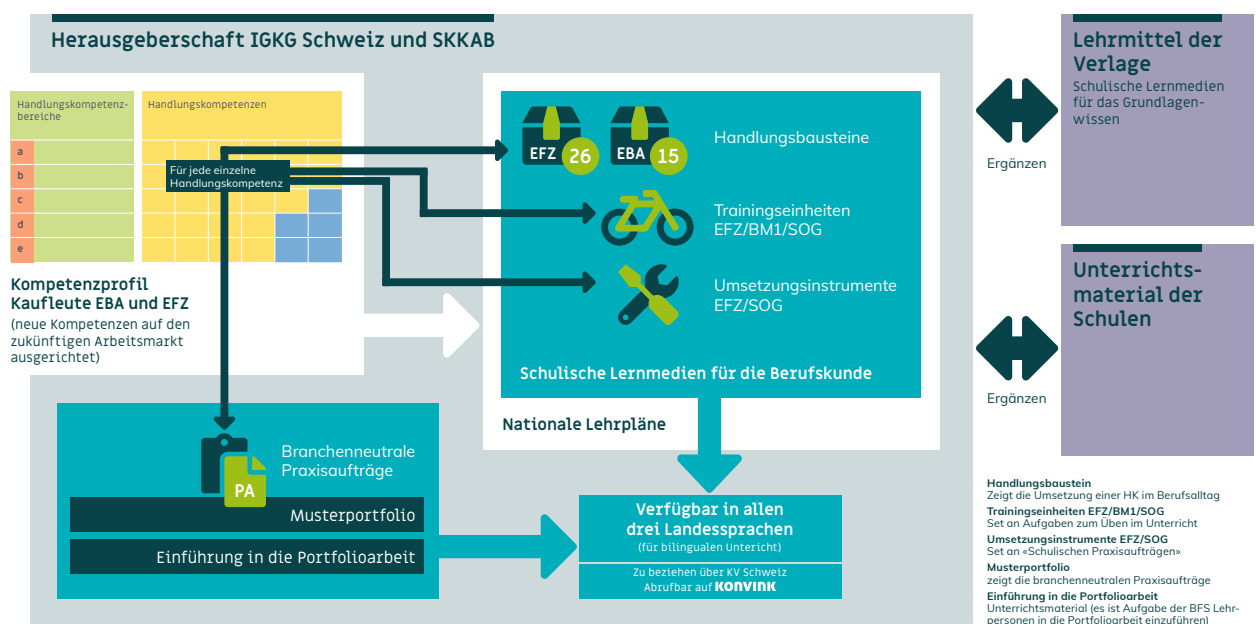 Herausgeberschaft IGKG Schweiz und SKKAB
Handlungskompetenz-
bereiche
Handlungskompetenzen
a
b
c
d
e
Für jede einzelne
Handlungskompetenz
Kompetenzprofil
Kaufleute EBA und EFZ
(neue Kompetenzen auf den
zukünftigen Arbeitsmarkt
ausgerichtet)
EFZ 26
EBA 15
Handlungsbausteine
Trainingseinheiten
EFZ/BM1/SOG
Umsetzungsinstrumente
EFZ/SOG
Schulische Lernmedien für die Berufskunde
Nationale Lehrpläne
PA
Branchenneutrale
Praxisaufträge
Musterportfolio
Einführung in die Portfolioarbeit
Verfügbar in allen
drei Landessprachen
(für bilingualen Unterricht)
Zu beziehen über KV Schweiz
Abrufbar auf KONVINK
Ergänzen
Lehrmittel der
Verlage
Schulische Lernmedien
für das Grundlagen-
wissen
Ergänzen
Unterrichts-
material der
Schulen
Handlungsbaustein
Zeigt die Umsetzung einer HK im Berufsalltag
Trainingseinheiten EFZ/BM1/SOG
Set an Aufgaben zum Üben im Unterricht
Umsetzungsinstrumente EFZ/SOG
Set an «Schulischen Praxisaufträgen»
Musterportfolio
zeigt die branchenneutralen Praxisaufträge
Einführung in die Portfolioarbeit
Unterrichtsmaterial (es ist Aufgabe der BFS Lehr-
personen in die Portfolioarbeit einzuführen)